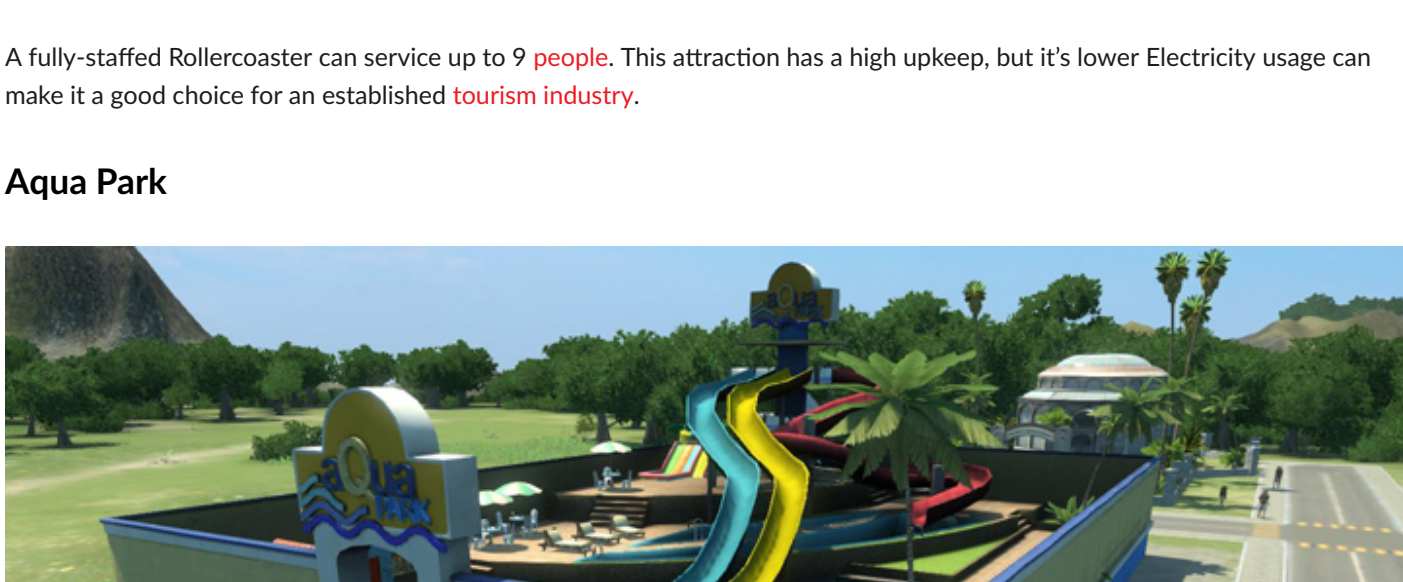 A fully-staffed Rollercoaster can service up to 9 people. This attraction has a high upkeep, but it’s lower Electricity usage can
make it a good choice for an established tourism industry.
Aqua Park
aQua
PARK
aQua
PARK